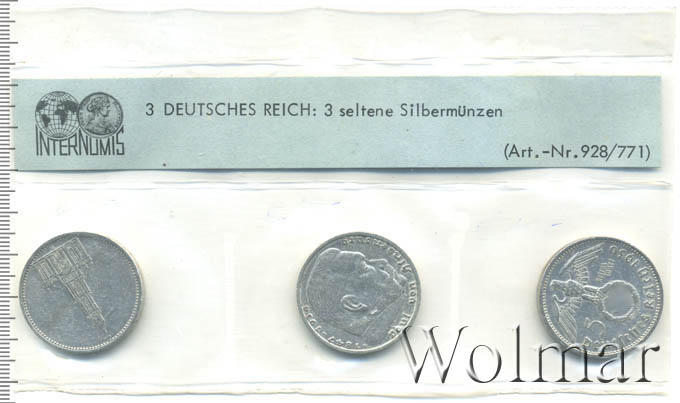 3 DEUTSCHES REICH: 3 seltene Silbermünzen
INTERNUMIS
(Art.-Nr.928/771)
Wolmar